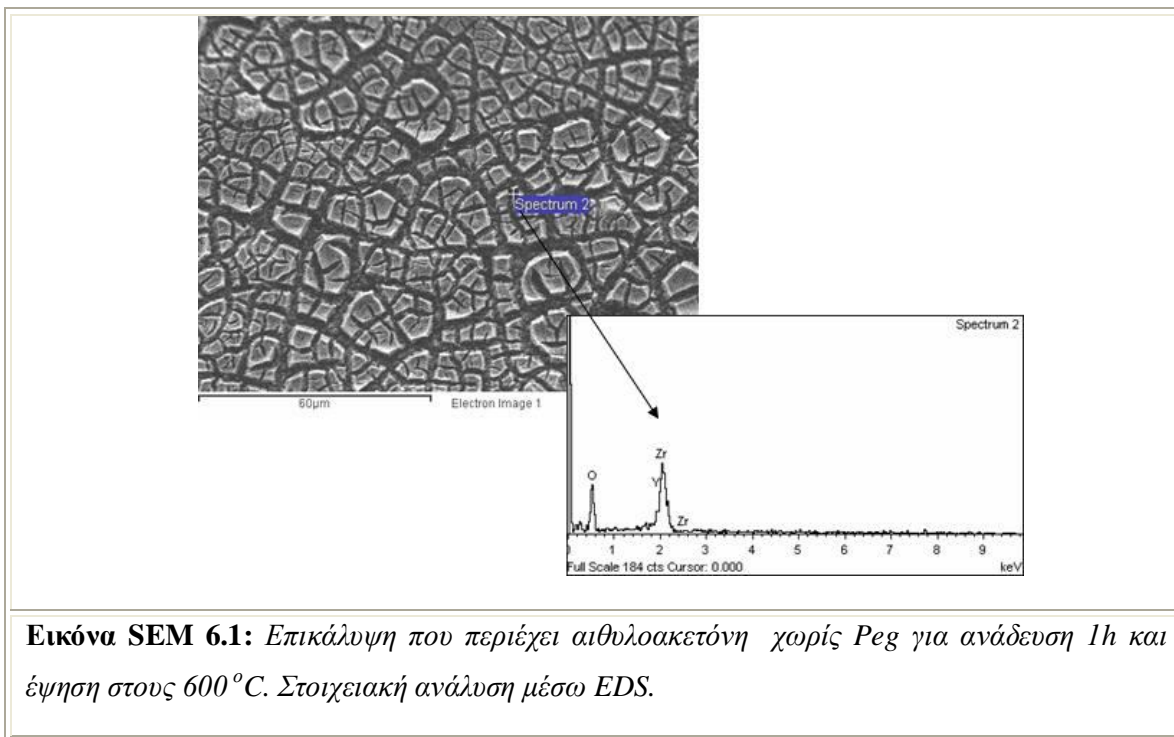 Spectrum 2
60µm Electron Image 1
Spectrum 2
Zr
O
Y
Zr
1 2 3 4 5 6 7 8 9
Full Scale 184 cts Cursor: 0.000 keV
Εικόνα SEM 6.1: Επικάλυψη που περιέχει αιθυλοακετόνη χωρίς Peg για ανάδευση 1h και
έψηση στους 600 °C. Στοιχειακή ανάλυση μέσω EDS.